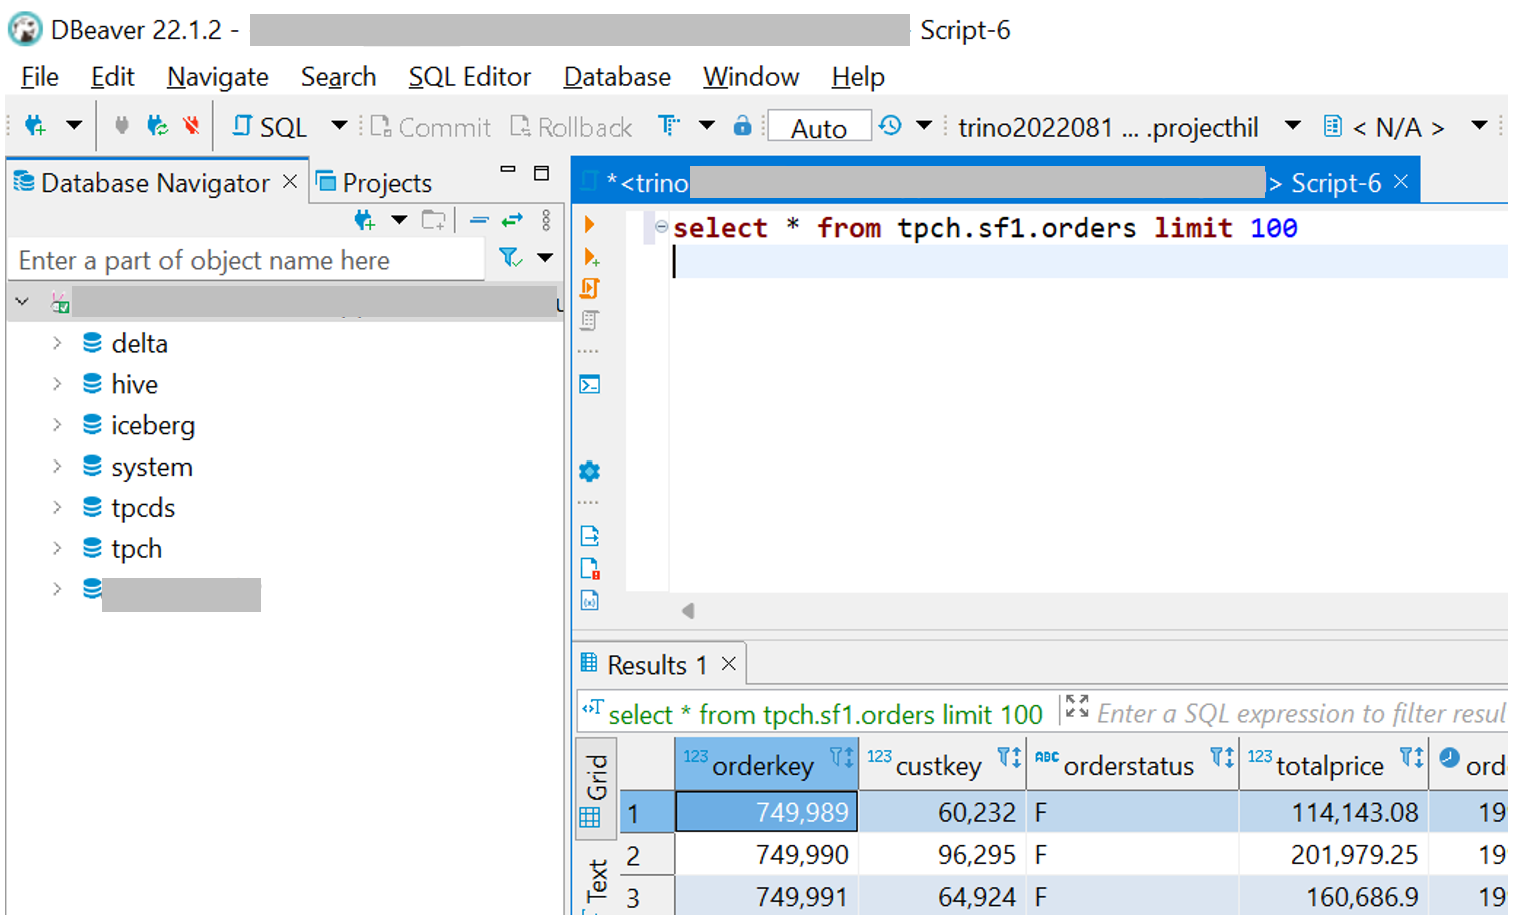 DBeaver 22.1.2 - Script-6
File Edit Navigate Search SQL Editor Database Window Help
SQL Commit Rollback Auto trino2022081 ... .projecthil < N/A >
Database Navigator Projects
*<trino > Script-6
Enter a part of object name here
delta
hive
iceberg
system
tpcds
tpch
select * from tpch.sf1.orders limit 100
Results 1
select * from tpch.sf1.orders limit 100 Enter a SQL expression to filter resul
Grid
Text
123 orderkey 123 custkey ABC orderstatus 123 totalprice ord
1 749,989 60,232 F 114,143.08 19
2 749,990 96,295 F 201,979.25 19
3 749,991 64,924 F 160,686.9 19